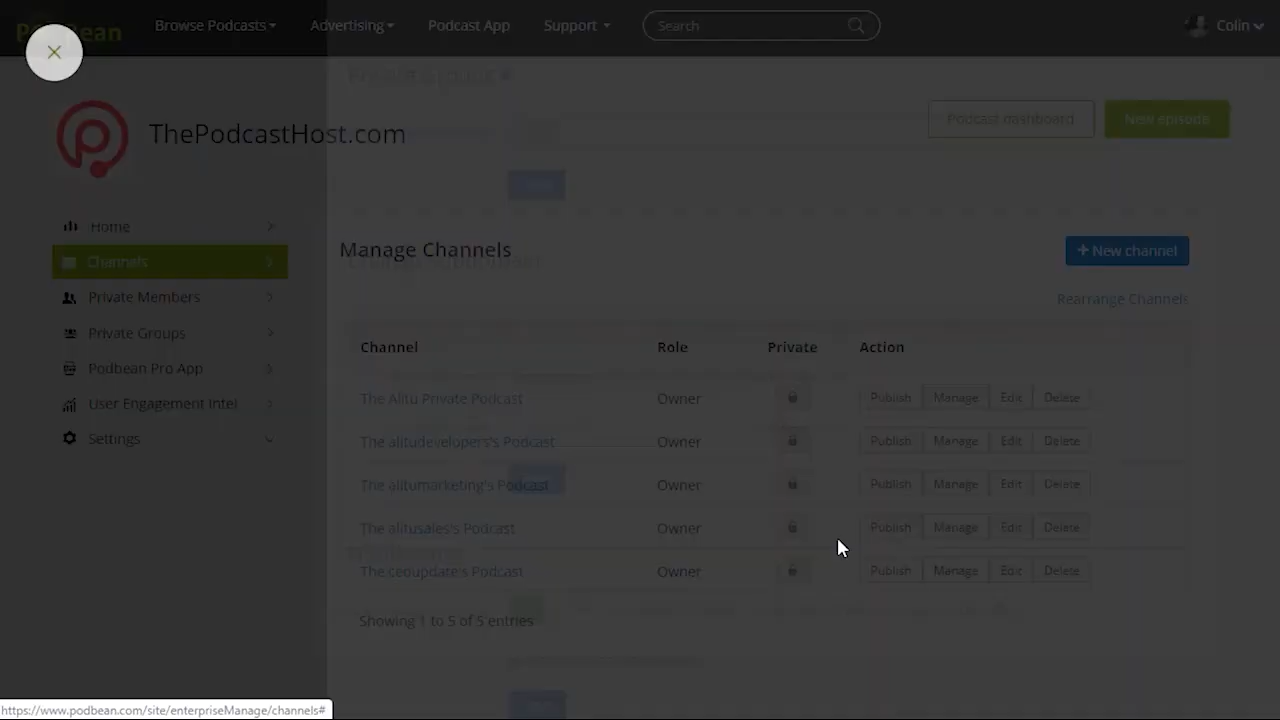 PodBean Browse Podcasts Advertising Podcast App Support Search Colin
ThePodcastHost.com Podcast dashboard New episode
Home
Channels
Private Members
Private Groups
Podbean Pro App
User Engagement Intel
Settings
Manage Channels + New channel
Rearrange Channels
Channel Role Private Action
The Alitu Private Podcast Owner Publish Manage Edit Delete
The alitudevelopers's Podcast Owner Publish Manage Edit Delete
The alitumarketing's Podcast Owner Publish Manage Edit Delete
The alitusales's Podcast Owner Publish Manage Edit Delete
The ceoupdate's Podcast Owner Publish Manage Edit Delete
Showing 1 to 5 of 5 entries
https://www.podbean.com/site/enterpriseManage/channels#